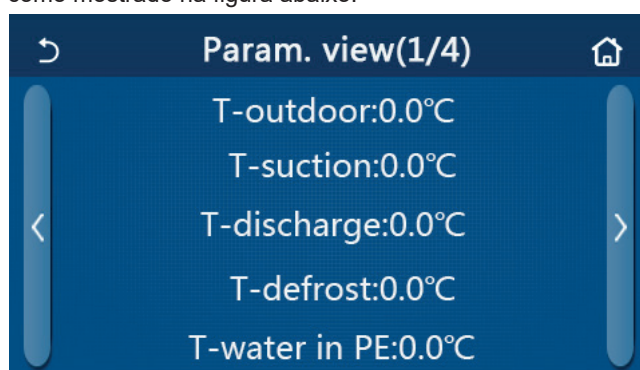 como mostrado na figura abaixo.
Param. view(1/4)
T-outdoor:0.0℃
T-suction:0.0℃
T-discharge:0.0℃
T-defrost:0.0℃
T-water in PE:0.0℃